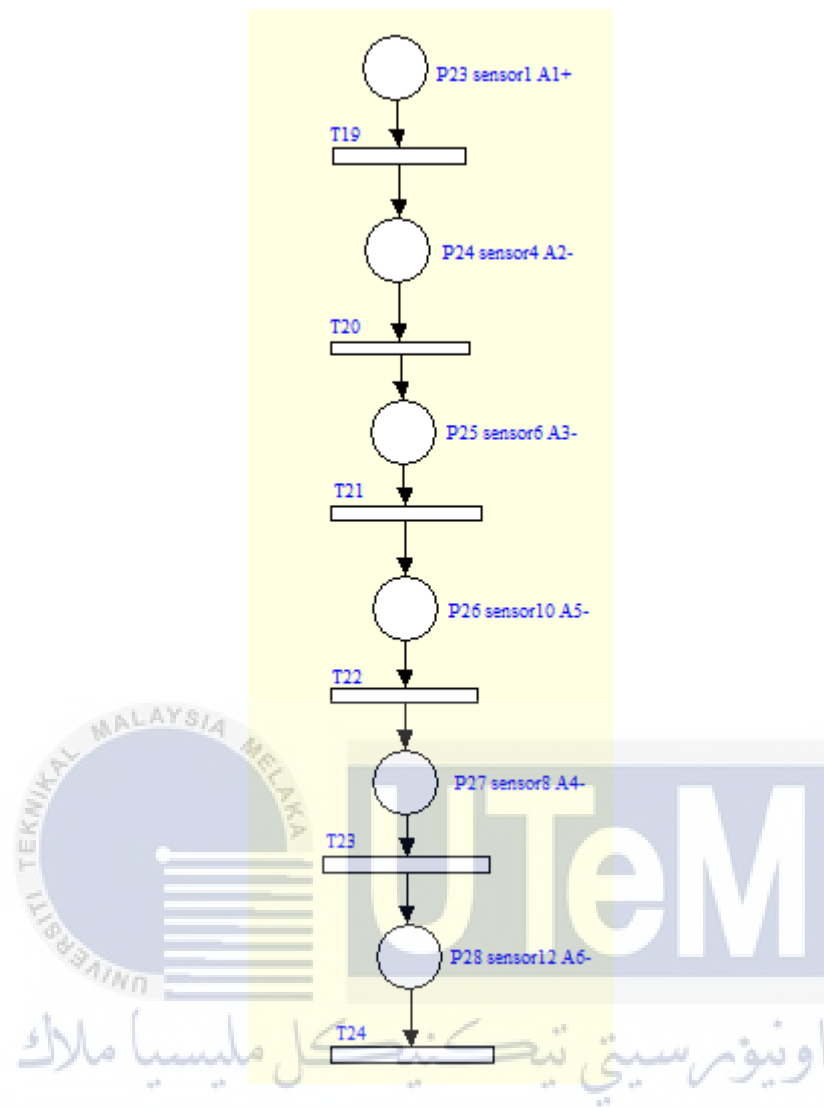 P23 sensor1 A1+
T19
P24 sensor4 A2-
T20
P25 sensor6 A3-
T21
P26 sensor10 A5-
T22
P27 sensor8 A4-
T23
P28 sensor12 A6-
T24
UNIVERSITI TEKNIKAL MALAYSIA MELAKA
UTeM
اونيۏرسيتي تيكنيكل مليسيا ملاك